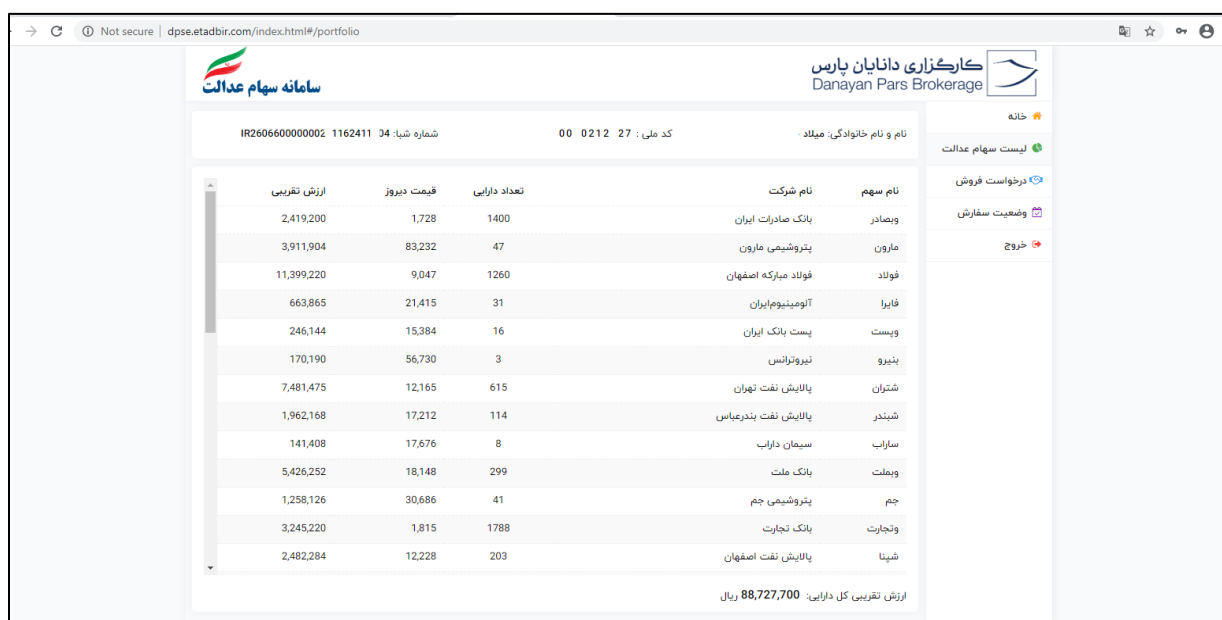 Not secure | dpse.etadbir.com/index.html#/portfolio
کارگزاری دانایان پارس
Danayan Pars Brokerage
سامانه سهام عدالت
خانه
لیست سهام عدالت
درخواست فروش
وضعیت سفارش
خروج
نام و نام خانوادگی: میلاد
کد ملی : 27 0212 00
شماره شبا: IR2606600000002 1162411 04
نام سهم نام شرکت تعداد دارایی قیمت دیروز ارزش تقریبی
وبصادر بانک صادرات ایران 1400 1,728 2,419,200
مارون پتروشیمی مارون 47 83,232 3,911,904
فولاد فولاد مبارکه اصفهان 1260 9,047 11,399,220
فایرا آلومینیوم‌ایران 31 21,415 663,865
وپست پست بانک ایران 16 15,384 246,144
بنیرو نیروترانس 3 56,730 170,190
شتران پالایش نفت تهران 615 12,165 7,481,475
شبندر پالایش نفت بندرعباس 114 17,212 1,962,168
ساراب سیمان داراب 8 17,676 141,408
وبملت بانک ملت 299 18,148 5,426,252
جم پتروشیمی جم 41 30,686 1,258,126
وتجارت بانک تجارت 1788 1,815 3,245,220
شپنا پالایش نفت اصفهان 203 12,228 2,482,284
ارزش تقریبی کل دارایی: 88,727,700 ریال